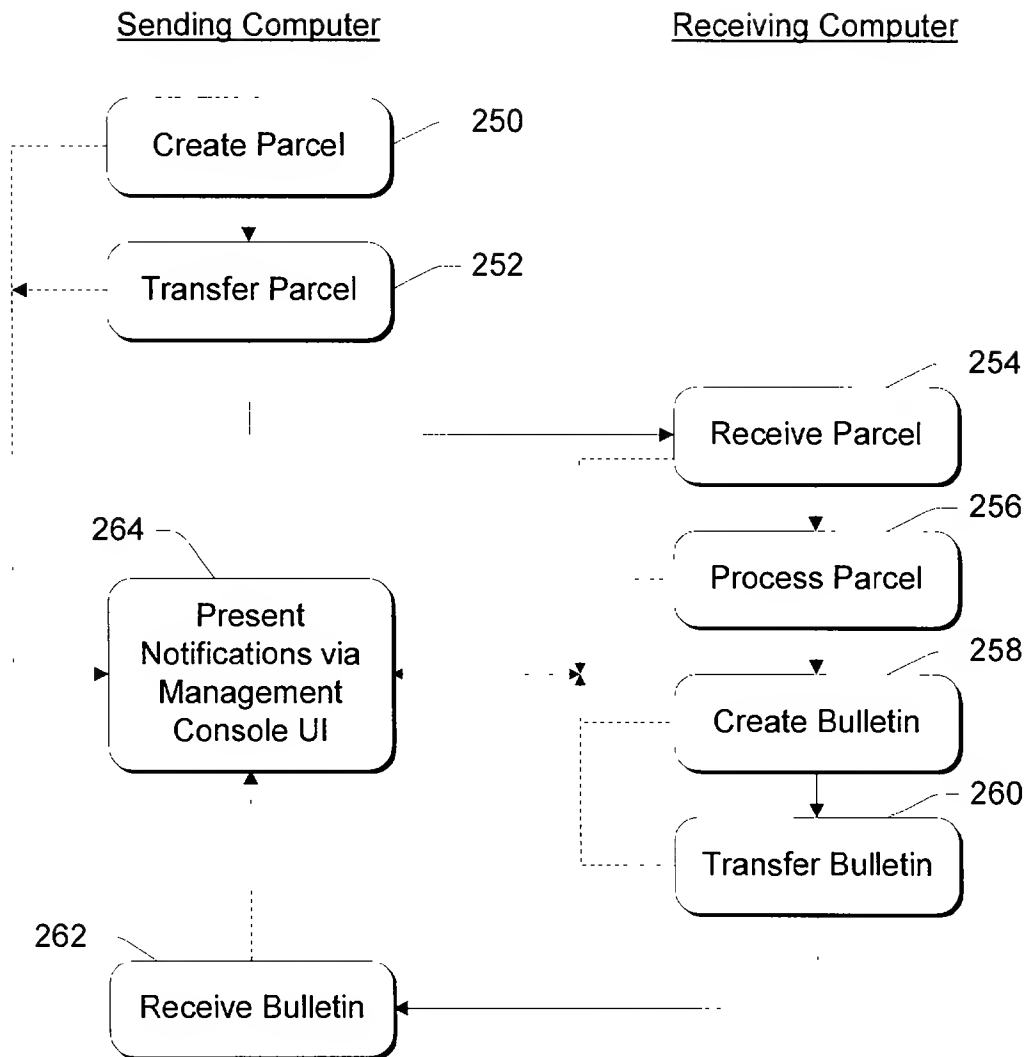 Sending Computer
Receiving Computer
250
Create Parcel
252
Transfer Parcel
254
Receive Parcel
256
264
Process Parcel
Present
Notifications via
Management
Console UI
258
Create Bulletin
260
Transfer Bulletin
262
Receive Bulletin